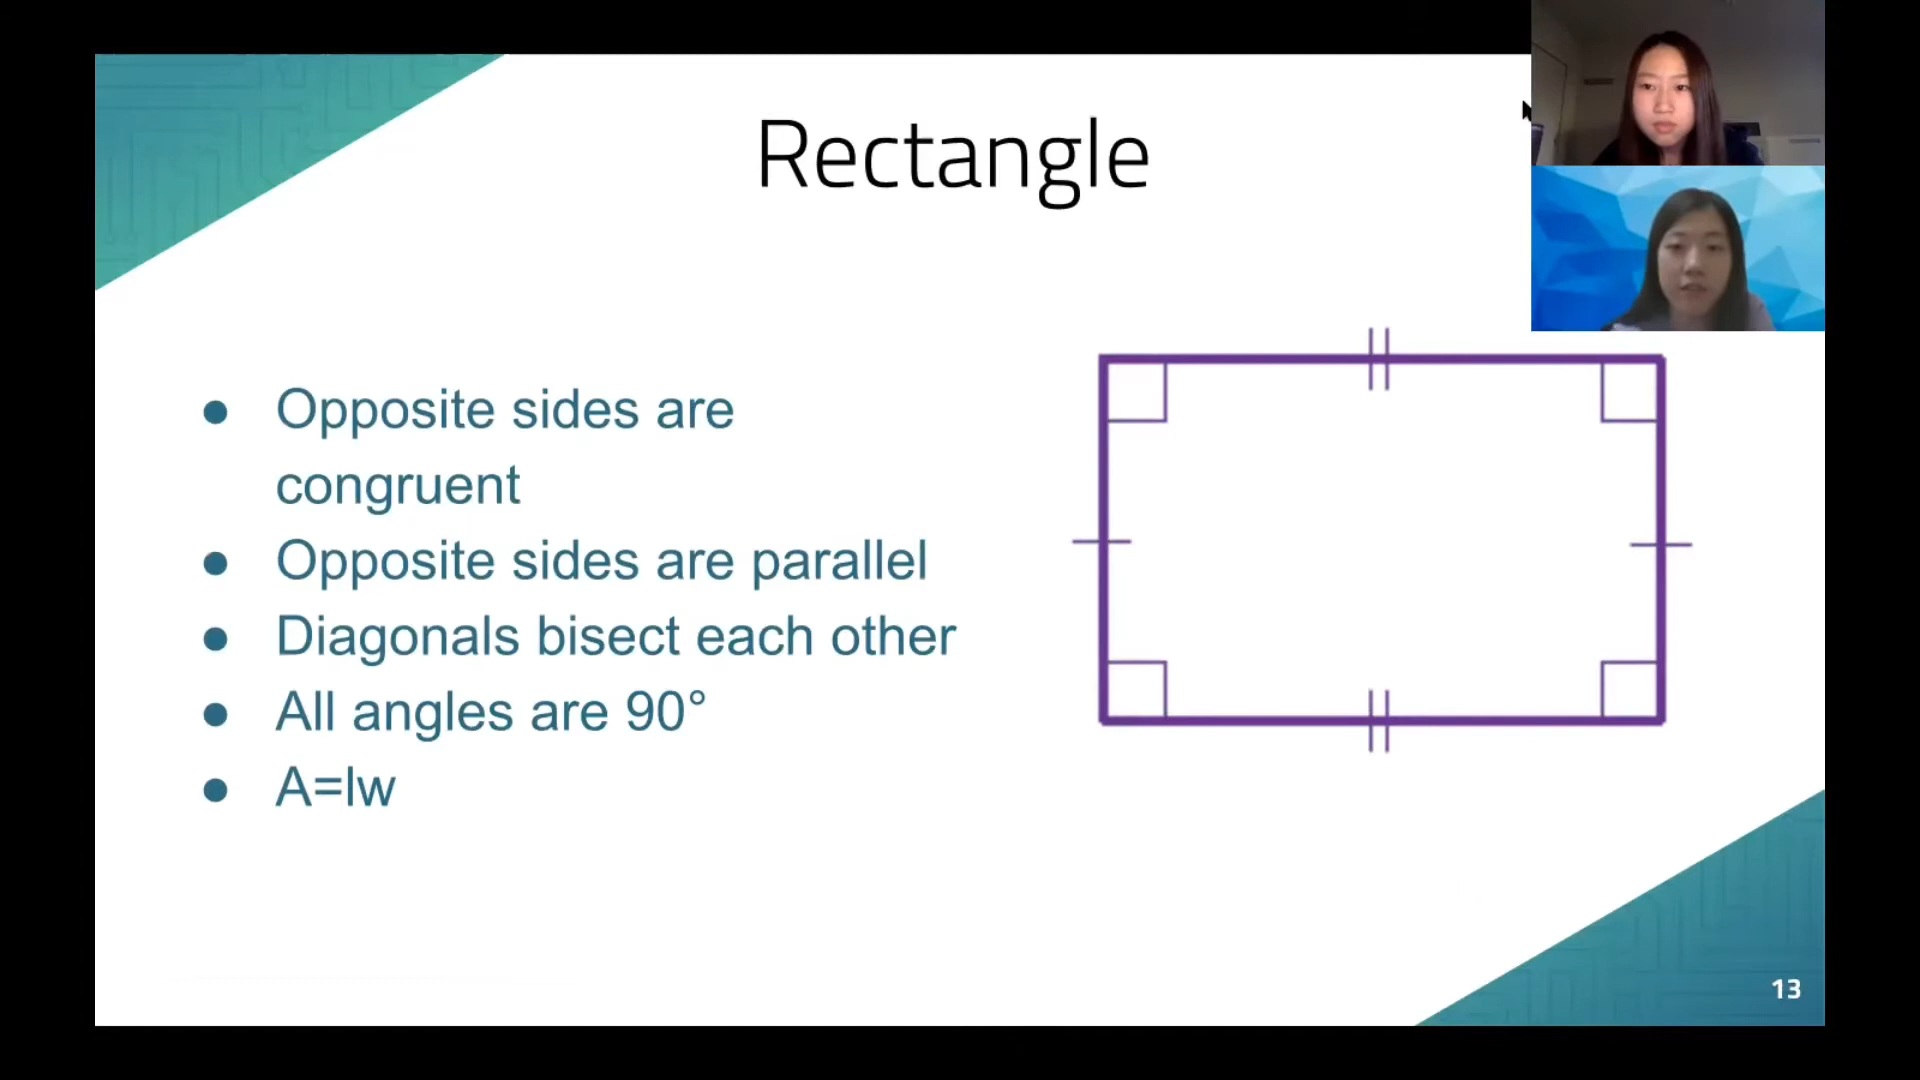 Rectangle
● Opposite sides are
congruent
● Opposite sides are parallel
● Diagonals bisect each other
● All angles are 90°
● A=lw
13